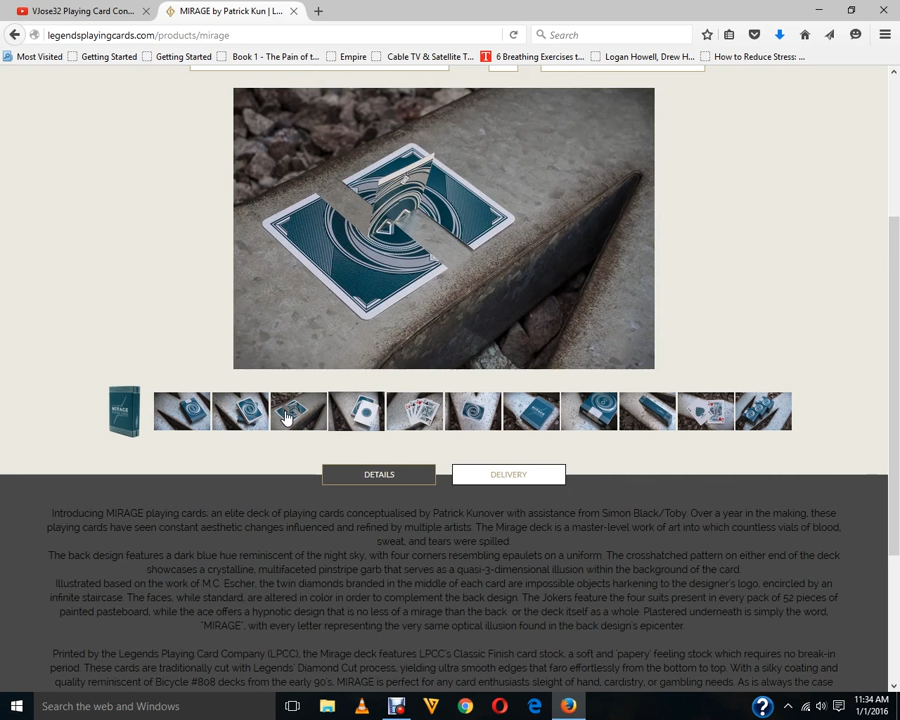 VJose32 Playing Card Con...
MIRAGE by Patrick Kun | L...
legendsplayingcards.com/products/mirage
Search
Most Visited
Getting Started
Getting Started
Book 1 - The Pain of t...
Empire
Cable TV & Satellite T...
6 Breathing Exercises t...
Logan Howell, Drew H...
How to Reduce Stress: ...
MIRAGE
DETAILS
DELIVERY
Introducing MIRAGE playing cards: an elite deck of playing cards conceptualised by Patrick Kunover with assistance from Simon Black/Toby. Over a year in the making, these
playing cards have seen constant aesthetic changes influenced and refined by multiple artists. The Mirage deck is a master-level work of art into which countless vials of blood,
sweat, and tears were spilled.
The back design features a dark blue hue reminiscent of the night sky, with four corners resembling epaulets on a uniform. The crosshatched pattern on either end of the deck
showcases a crystalline, multifaceted pinstripe garb that serves as a quasi-3-dimensional illusion within the background of the card.
Illustrated based on the work of M.C. Escher, the twin diamonds branded in the middle of each card are impossible objects harkening to the designer's logo, encircled by an
infinite staircase. The faces, while standard, are altered in color in order to complement the back design. The Jokers feature the four suits present in every pack of 52 pieces of
painted pasteboard, while the ace offers a hypnotic design that is no less of a mirage than the back or the deck itself as a whole. Plastered underneath is simply the word,
"MIRAGE", with every letter representing the very same optical illusion found in the back design's epicenter.
Printed by the Legends Playing Card Company (LPCC), the Mirage deck features LPCC's Classic Finish card stock, a soft and 'papery' feeling stock which requires no break-in
period. These cards are traditionally cut with Legends' Diamond Cut process, yielding ultra smooth edges that faro effortlessly from the bottom to top. With a silky coating and
quality reminiscent of Bicycle #808 decks from the early 90's, MIRAGE is perfect for any card enthusiasts sleight of hand, cardistry, or gambling needs. As is always the case
Search the web and Windows
11:34 AM
1/1/2016